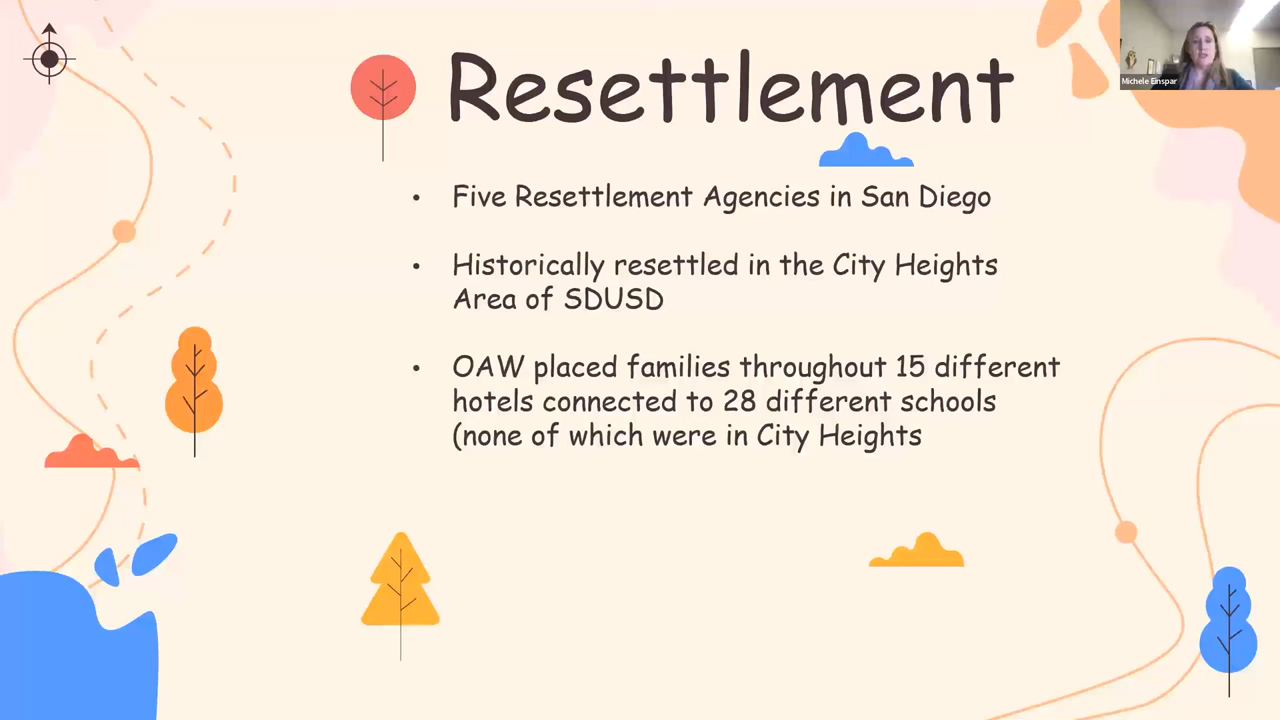 Resettlement
Michele Einspar
• Five Resettlement Agencies in San Diego
• Historically resettled in the City Heights
Area of SDUSD
• OAW placed families throughout 15 different
hotels connected to 28 different schools
(none of which were in City Heights